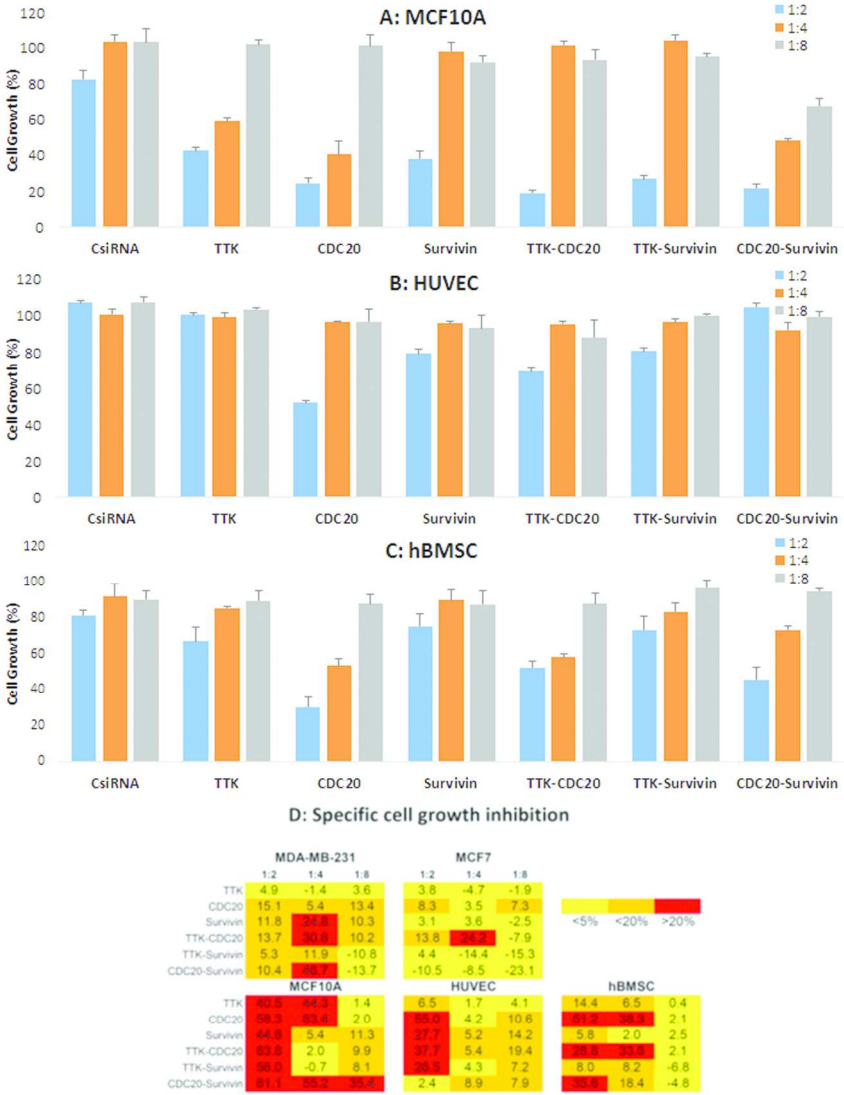 A: MCF10A
1:2
1:4
1:8
Cell Growth (%)
120
100
80
60
40
20
0
CsiRNA TTK CDC20 Survivin TTK-CDC20 TTK-Survivin CDC20-Survivin
B: HUVEC
1:2
1:4
1:8
Cell Growth (%)
120
100
80
60
40
20
0
CsiRNA TTK CDC20 Survivin TTK-CDC20 TTK-Survivin CDC20-Survivin
C: hBMSC
1:2
1:4
1:8
Cell Growth (%)
120
100
80
60
40
20
0
CsiRNA TTK CDC20 Survivin TTK-CDC20 TTK-Survivin CDC20-Survivin
D: Specific cell growth inhibition
MDA-MB-231 MCF7
1:2 1:4 1:8 1:2 1:4 1:8
TTK 4.9 -1.4 3.6 3.8 -4.7 -1.9
CDC20 15.1 5.4 13.4 8.3 3.5 7.3
Survivin 11.8 24.8 10.3 3.1 3.6 -2.5
TTK-CDC20 13.7 30.6 10.2 13.8 24.2 -7.9
TTK-Survivin 5.3 11.9 -10.8 4.4 -14.4 -15.3
CDC20-Survivin 10.4 -13.7 -10.5 -8.5 -23.1
<5% <20% >20%
MCF10A HUVEC hBMSC
TTK 40.5 44.3 1.4 6.5 1.7 4.1 14.4 6.5 0.4
CDC20 58.3 63.4 2.0 55.0 4.2 10.6 51.2 38.3 2.1
Survivin 44.8 5.4 11.3 27.7 5.2 14.2 5.8 2.0 2.5
TTK-CDC20 63.8 2.0 9.9 37.7 5.4 19.4 28.8 33.8 2.1
TTK-Survivin 56.0 -0.7 8.1 26.5 4.3 7.2 8.0 8.2 -6.8
CDC20-Survivin 61.1 55.2 35.4 2.4 8.9 7.9 35.6 18.4 -4.8